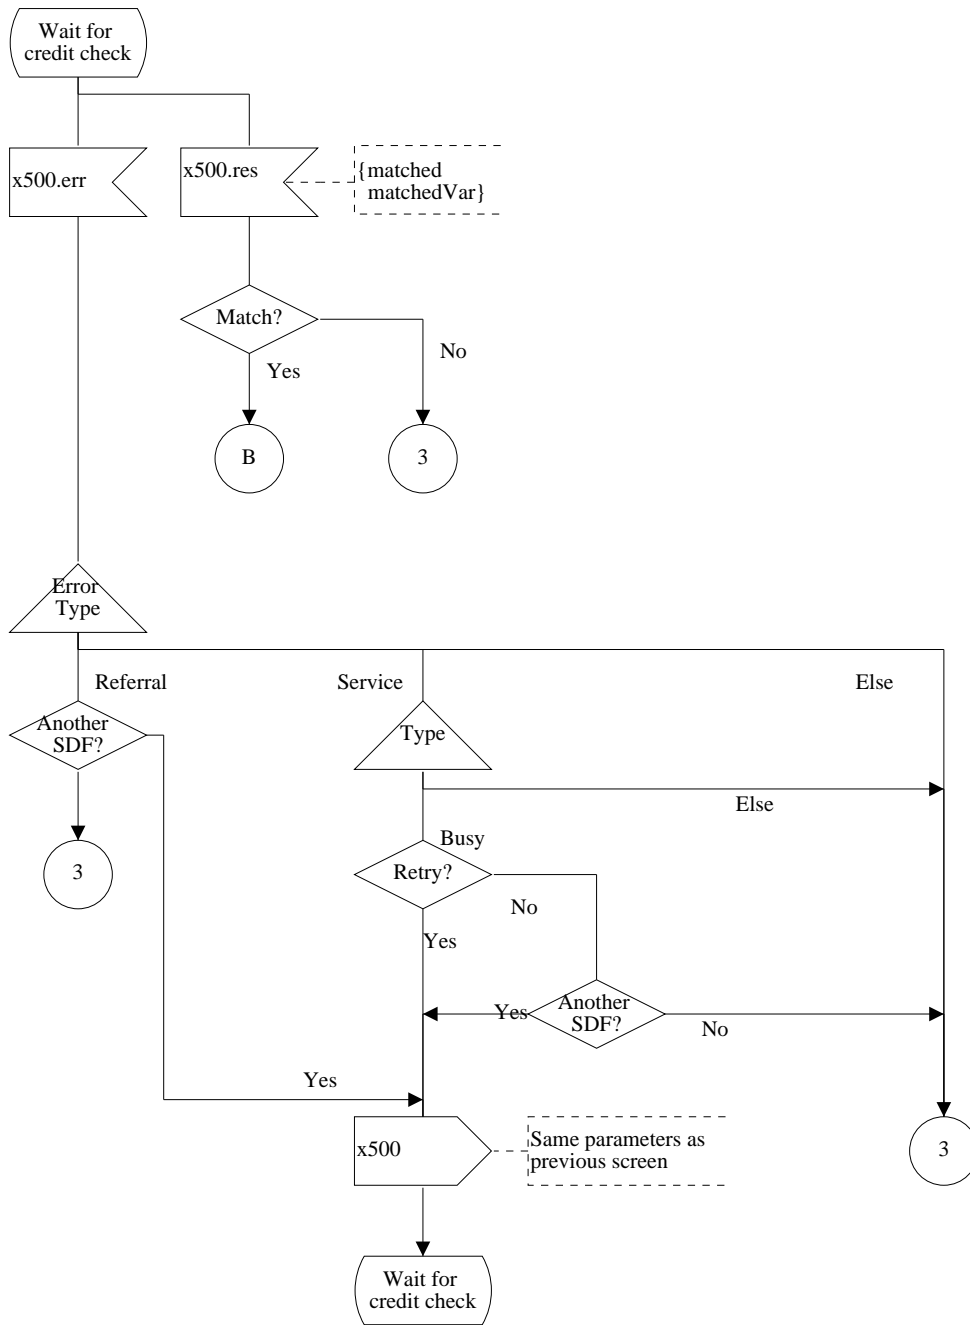 Wait for
credit check
x500.err
x500.res
{matched
matchedVar}
Match?
Yes
No
B
3
Error
Type
Referral
Service
Else
Another
SDF?
Type
Else
3
Busy
Retry?
No
Yes
Another
SDF?
Yes
No
Yes
x500
Same parameters as
previous screen
3
Wait for
credit check